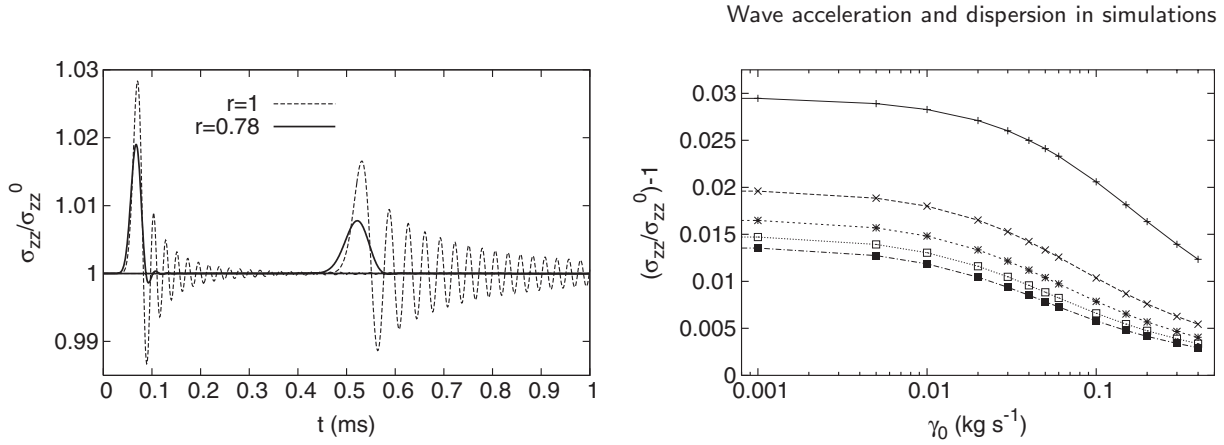 Wave acceleration and dispersion in simulations
1.03
1.02
1.01
1
0.99
σzz/σzz⁰
r=1
r=0.78
0 0.1 0.2 0.3 0.4 0.5 0.6 0.7 0.8 0.9 1
t (ms)
0.03
0.025
0.02
0.015
0.01
0.005
0
(σzz/σzz⁰)-1
0.001 0.01 0.1
γ₀ (kg s⁻¹)